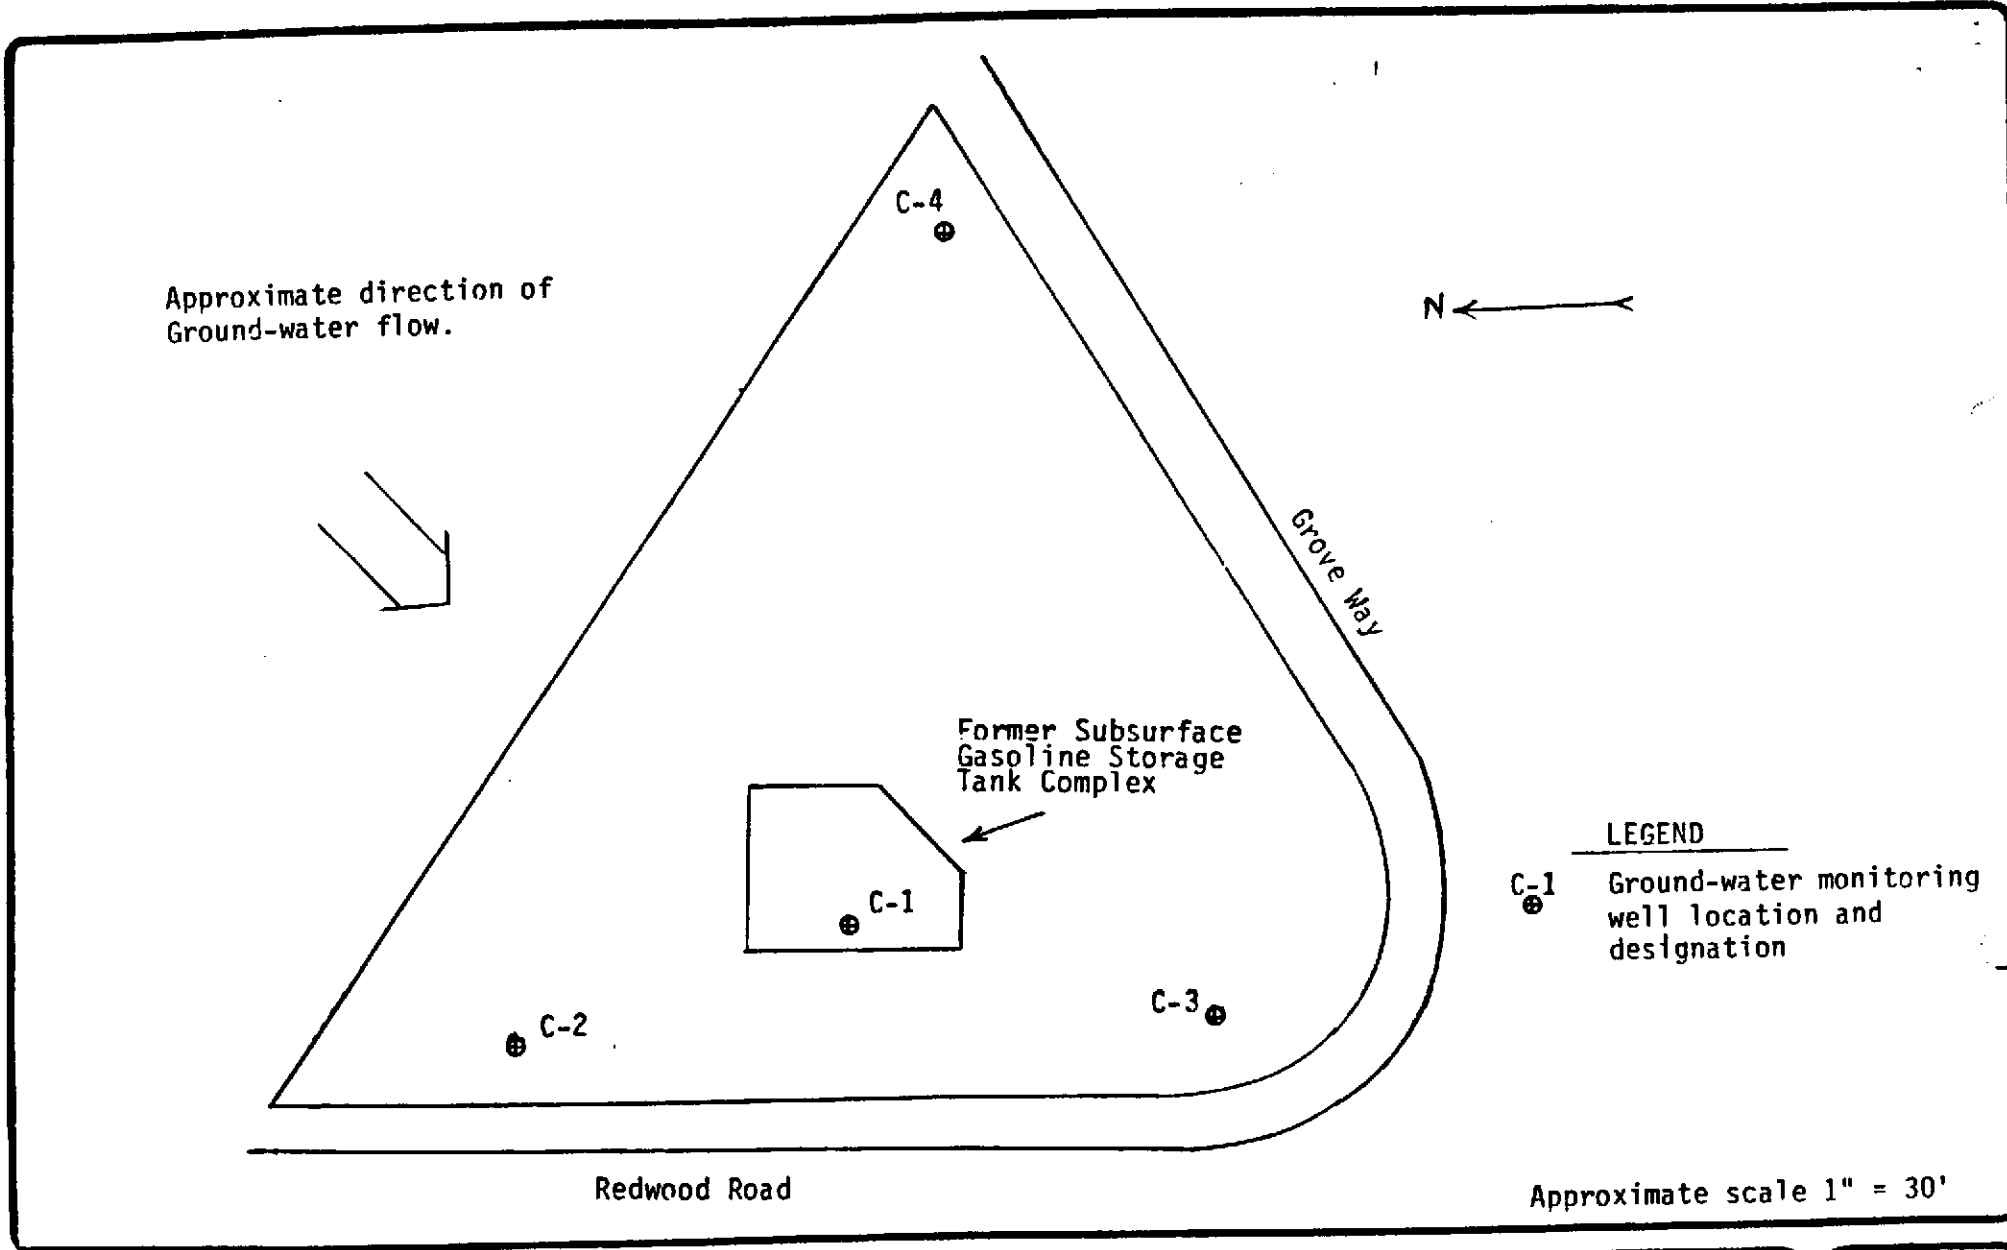 C-4
Approximate direction of
Ground-water flow.
N
Grove Way
Former Subsurface
Gasoline Storage
Tank Complex
LEGEND
C-1
Ground-water monitoring
well location and
designation
C-1
C-3
C-2
Redwood Road
Approximate scale 1" = 30'